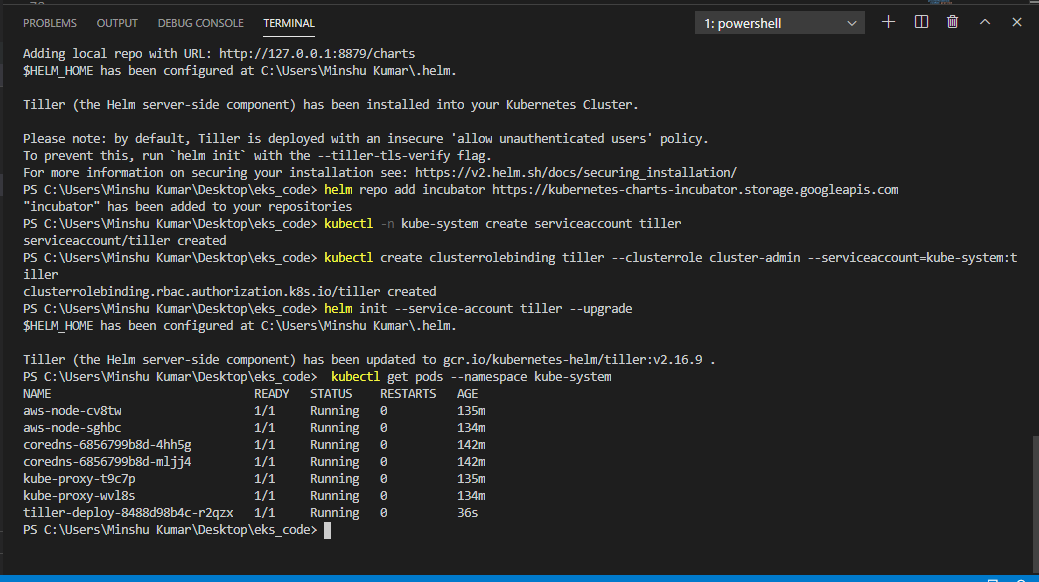 PROBLEMS OUTPUT DEBUG CONSOLE TERMINAL 1: powershell
Adding local repo with URL: http://127.0.0.1:8879/charts
$HELM_HOME has been configured at C:\Users\Minshu Kumar\.helm.
Tiller (the Helm server-side component) has been installed into your Kubernetes Cluster.
Please note: by default, Tiller is deployed with an insecure 'allow unauthenticated users' policy.
To prevent this, run `helm init` with the --tiller-tls-verify flag.
For more information on securing your installation see: https://v2.helm.sh/docs/securing_installation/
PS C:\Users\Minshu Kumar\Desktop\eks_code> helm repo add incubator https://kubernetes-charts-incubator.storage.googleapis.com
"incubator" has been added to your repositories
PS C:\Users\Minshu Kumar\Desktop\eks_code> kubectl -n kube-system create serviceaccount tiller
serviceaccount/tiller created
PS C:\Users\Minshu Kumar\Desktop\eks_code> kubectl create clusterrolebinding tiller --clusterrole cluster-admin --serviceaccount=kube-system:t
iller
clusterrolebinding.rbac.authorization.k8s.io/tiller created
PS C:\Users\Minshu Kumar\Desktop\eks_code> helm init --service-account tiller --upgrade
$HELM_HOME has been configured at C:\Users\Minshu Kumar\.helm.
Tiller (the Helm server-side component) has been updated to gcr.io/kubernetes-helm/tiller:v2.16.9 .
PS C:\Users\Minshu Kumar\Desktop\eks_code>  kubectl get pods --namespace kube-system
NAME READY STATUS RESTARTS AGE
aws-node-cv8tw 1/1 Running 0 135m
aws-node-sghbc 1/1 Running 0 134m
coredns-6856799b8d-4hh5g 1/1 Running 0 142m
coredns-6856799b8d-mljj4 1/1 Running 0 142m
kube-proxy-t9c7p 1/1 Running 0 135m
kube-proxy-wvl8s 1/1 Running 0 134m
tiller-deploy-8488d98b4c-r2qzx 1/1 Running 0 36s
PS C:\Users\Minshu Kumar\Desktop\eks_code>